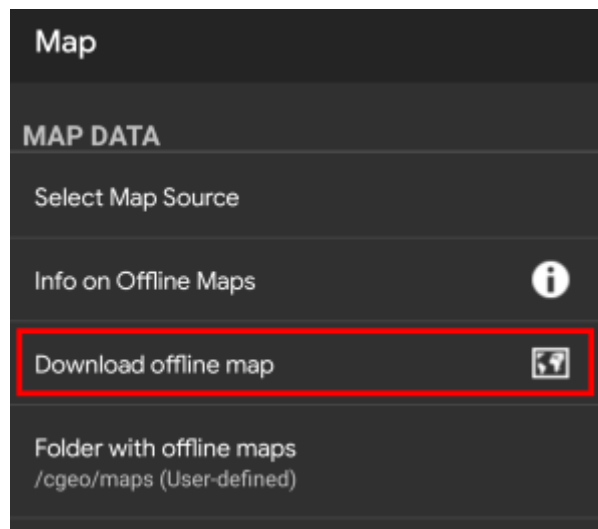 Map
MAP DATA
Select Map Source
Info on Offline Maps
Download offline map
Folder with offline maps
/cgeo/maps (User-defined)